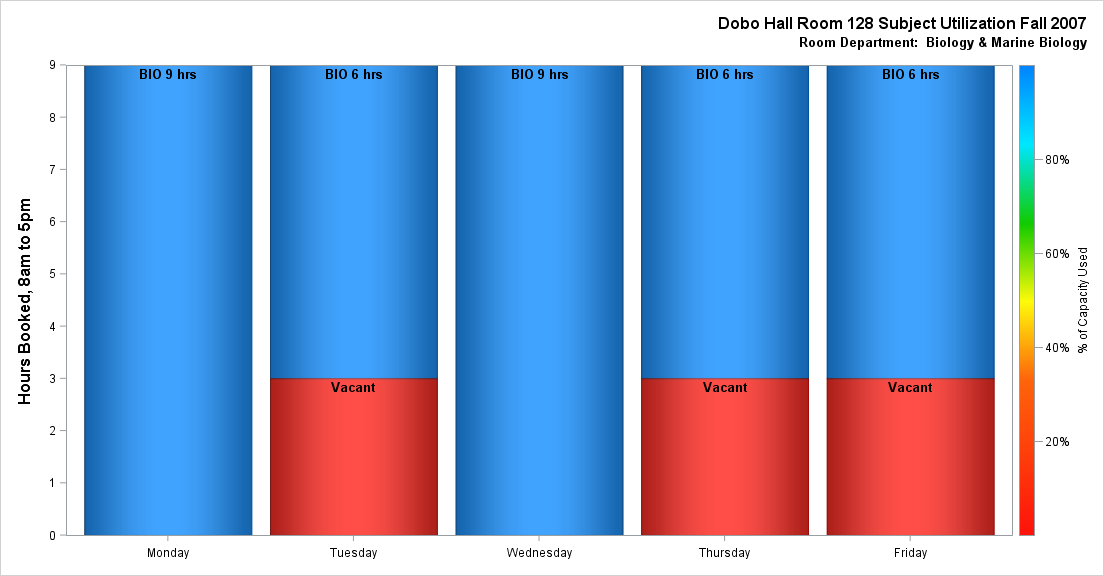 Dobo Hall Room 128 Subject Utilization Fall 2007
Room Department: Biology & Marine Biology
Hours Booked, 8am to 5pm
9
8
7
6
5
4
3
2
1
0
BIO 9 hrs
BIO 6 hrs
BIO 9 hrs
BIO 6 hrs
BIO 6 hrs
Vacant
Vacant
Vacant
Monday
Tuesday
Wednesday
Thursday
Friday
80%
60%
40%
20%
% of Capacity Used